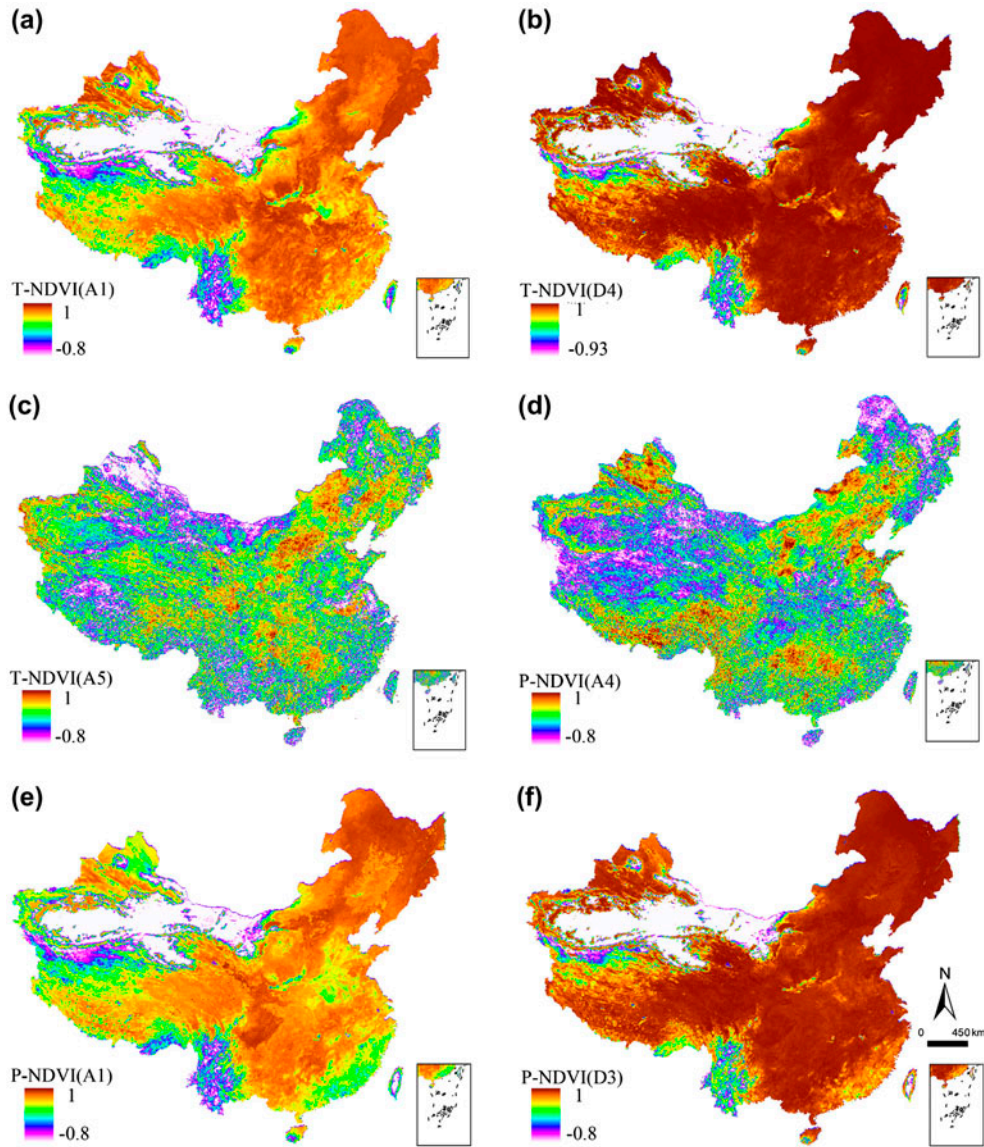 (a)
(b)
T-NDVI(A1)
1
-0.8
T-NDVI(D4)
1
-0.93
(c)
(d)
T-NDVI(A5)
1
-0.8
P-NDVI(A4)
1
-0.8
(e)
(f)
N
0 450 km
P-NDVI(A1)
1
-0.8
P-NDVI(D3)
1
-0.8